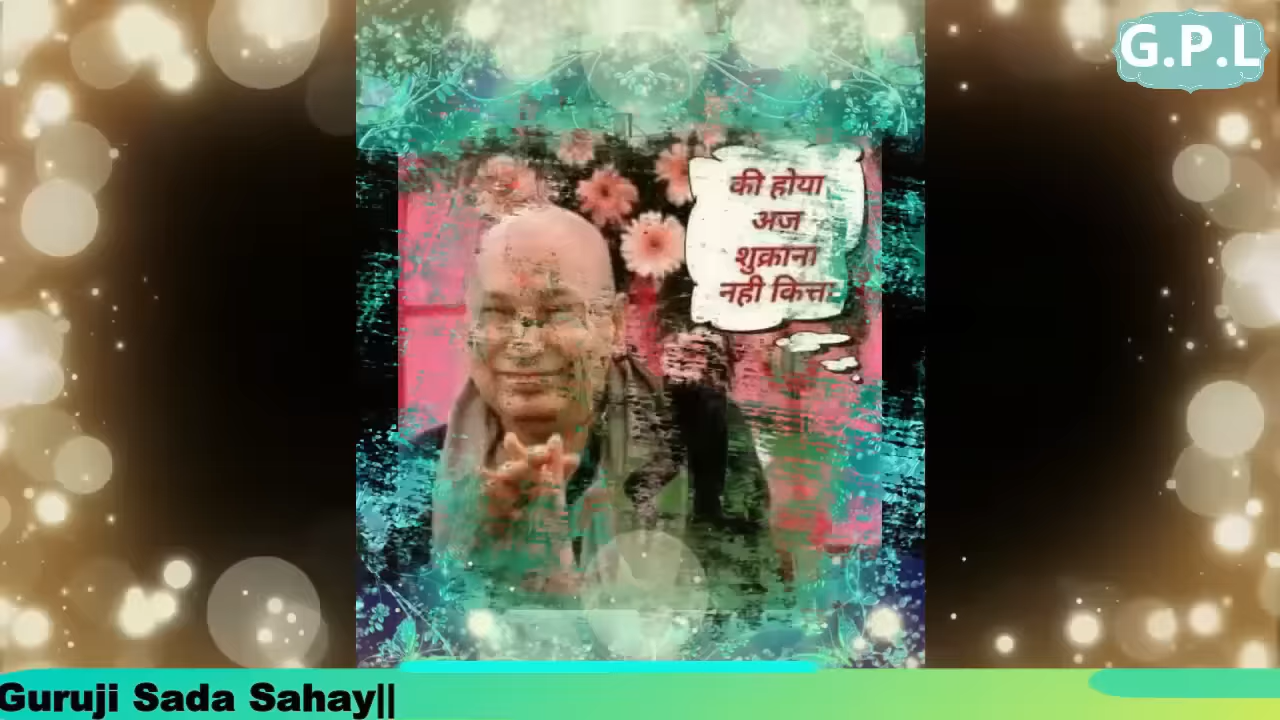 G.P.L
की होया
अज
शुक्राना
नही कित्ता
Guruji Sada Sahay||